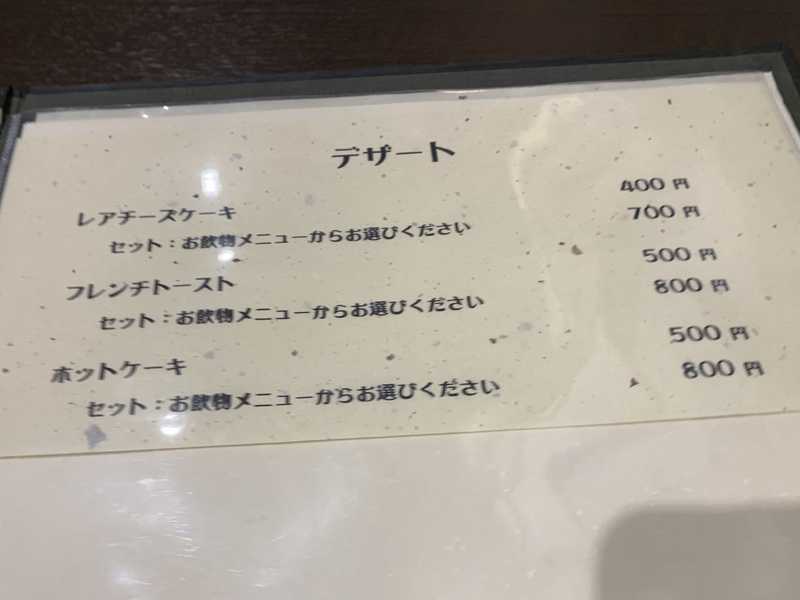 デザート
レアチーズケーキ 400 円
セット：お飲物メニューからお選びください 700 円
フレンチトースト 500 円
セット：お飲物メニューからお選びください 800 円
ホットケーキ 500 円
セット：お飲物メニューからお選びください 800 円